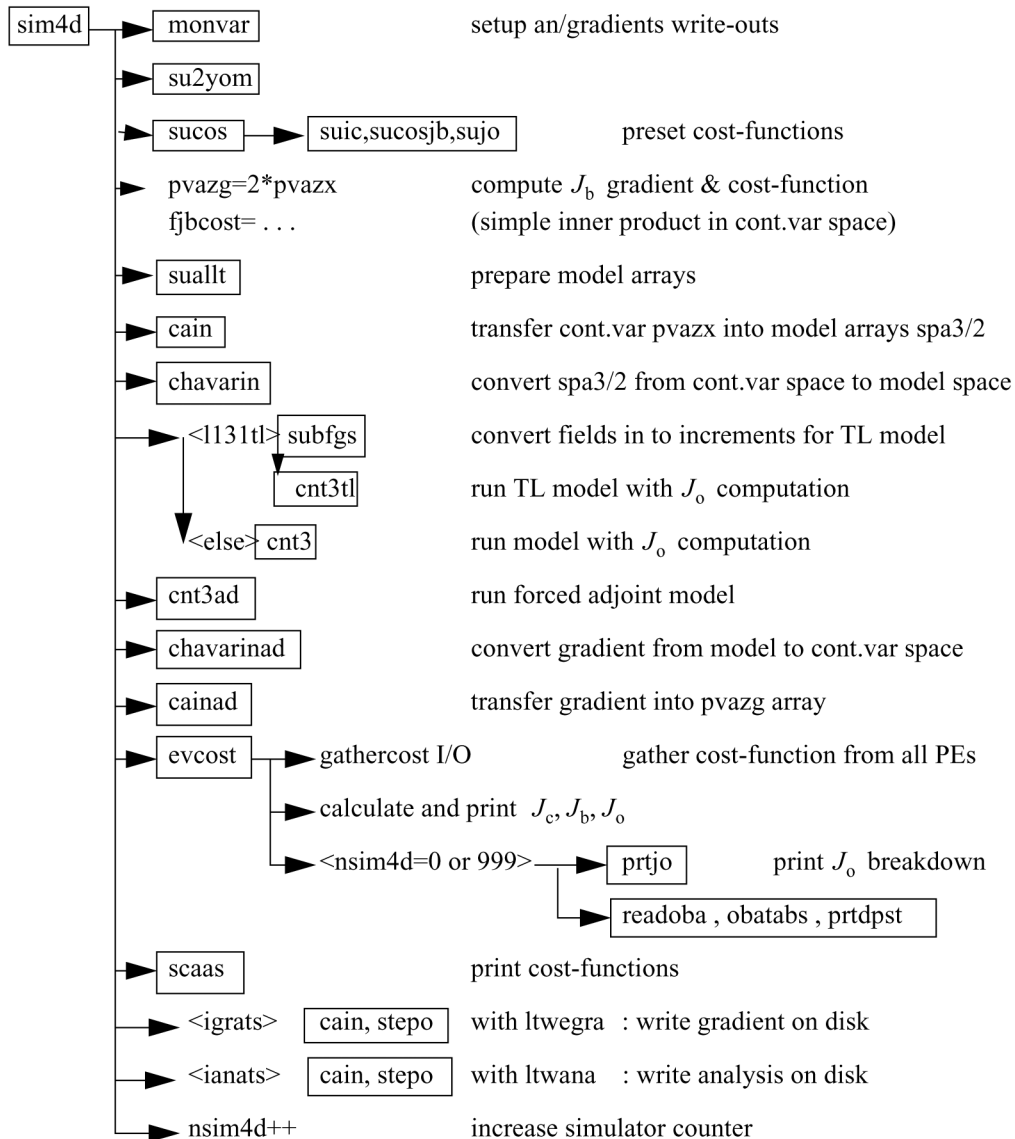 sim4d monvar setup an/gradients write-outs
su2yom
sucos suic,sucosjb,sujo preset cost-functions
pvazg=2*pvazx compute Jb gradient & cost-function
fjbcost= . . . (simple inner product in cont.var space)
suallt prepare model arrays
cain transfer cont.var pvazx into model arrays spa3/2
chavarin convert spa3/2 from cont.var space to model space
<l131tl> subfgs convert fields in to increments for TL model
cnt3tl run TL model with Jo computation
<else> cnt3 run model with Jo computation
cnt3ad run forced adjoint model
chavarinad convert gradient from model to cont.var space
cainad transfer gradient into pvazg array
evcost gathercost I/O gather cost-function from all PEs
calculate and print Jc, Jb, Jo
<nsim4d=0 or 999> prtjo print Jo breakdown
readoba , obatabs , prtdpst
scaas print cost-functions
<igrats> cain, stepo with ltwegra : write gradient on disk
<ianats> cain, stepo with ltwana : write analysis on disk
nsim4d++ increase simulator counter